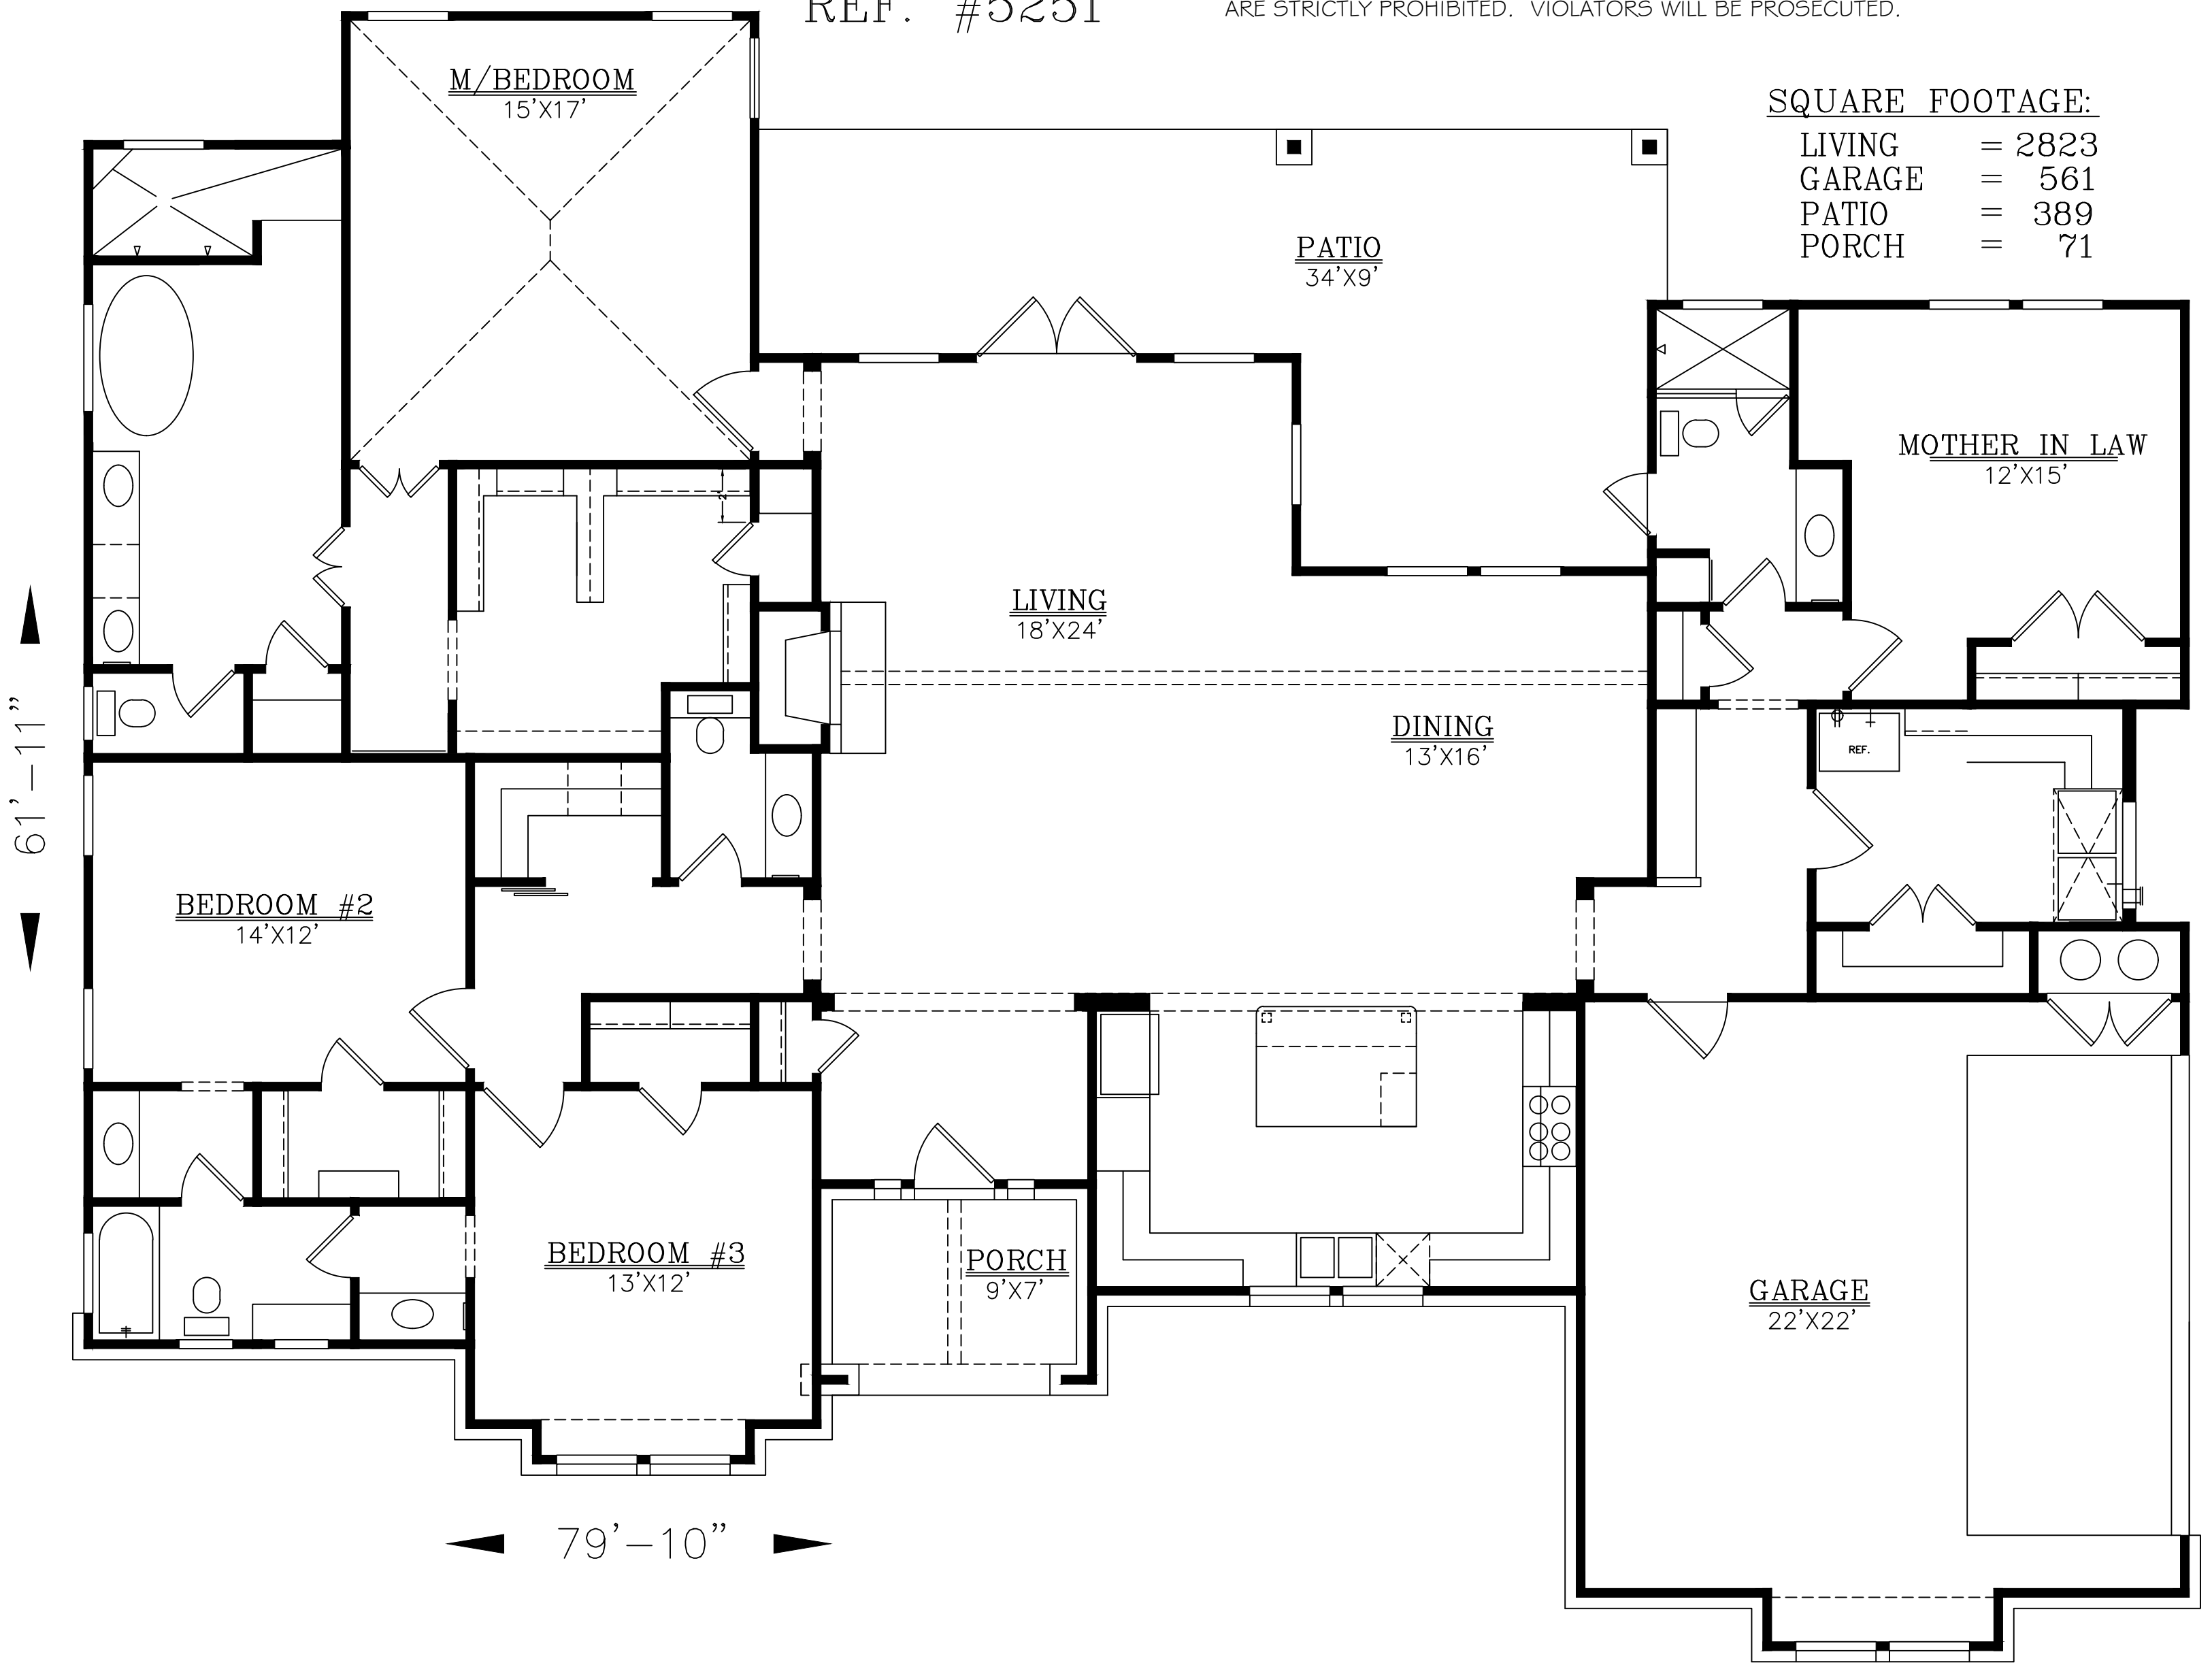 REF. #5251
ARE STRICTLY PROHIBITED. VIOLATORS WILL BE PROSECUTED.
M/BEDROOM
15'X17'
SQUARE FOOTAGE:
LIVING = 2823
GARAGE = 561
PATIO = 389
PORCH = 71
PATIO
34'X9'
MOTHER IN LAW
12'X15'
2'
LIVING
18'X24'
DINING
13'X16'
REF.
61'-11"
BEDROOM #2
14'X12'
BEDROOM #3
13'X12'
PORCH
9'X7'
GARAGE
22'X22'
79'-10"